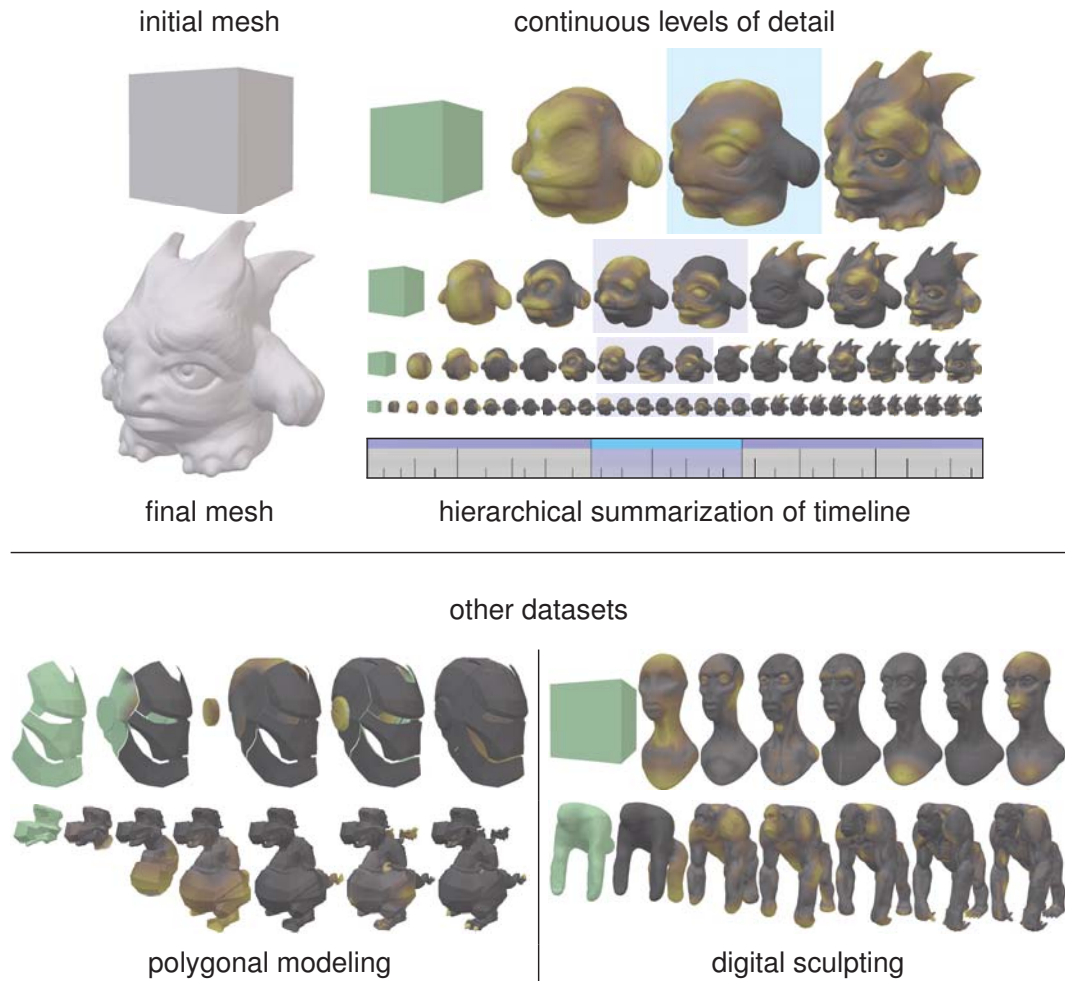 initial mesh
continuous levels of detail
final mesh
hierarchical summarization of timeline
other datasets
polygonal modeling
digital sculpting